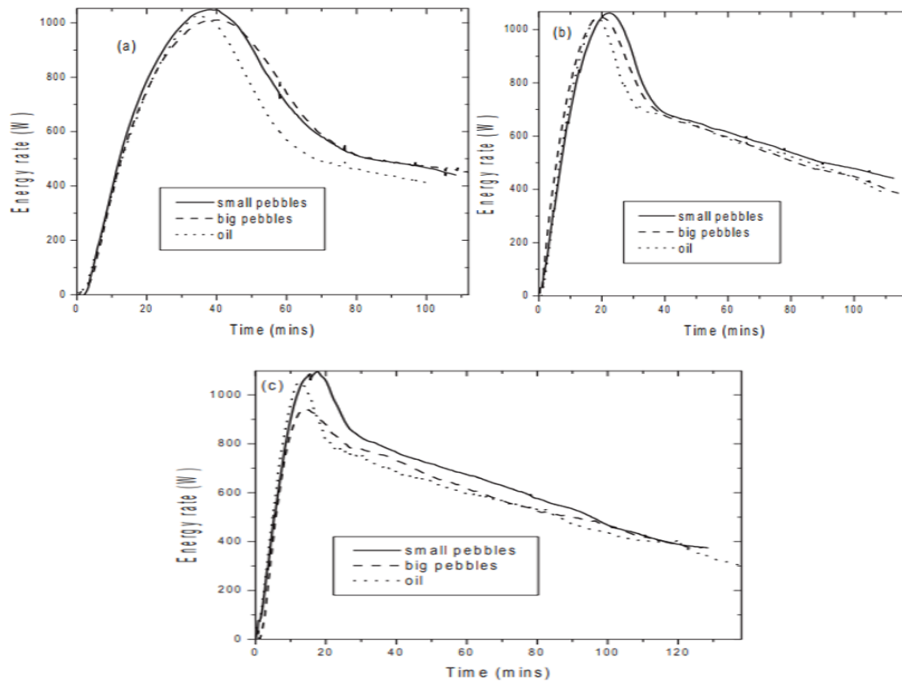 (a)
1000
800
600
400
200
0
Energy rate (W)
small pebbles
big pebbles
oil
0 20 40 60 80 100
Time (mins)
(b)
1000
800
600
400
200
0
Energy rate (W)
small pebbles
big pebbles
oil
0 20 40 60 80 100
Time (mins)
(c)
1000
800
600
400
200
0
Energy rate (W)
small pebbles
big pebbles
oil
0 20 40 60 80 100 120
Time (mins)